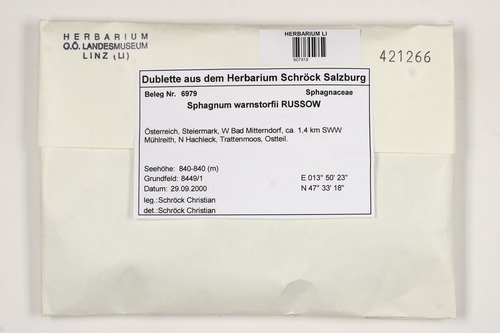 HERBARIUM
O.Ö. LANDESMUSEUM
LINZ (LI)
HERBARIUM LI
607919
421266
Dublette aus dem Herbarium Schröck Salzburg
Beleg Nr. 6979 Sphagnaceae
Sphagnum warnstorfii RUSSOW
Österreich, Steiermark, W Bad Mitterndorf, ca. 1,4 km SWW
Mühlreith, N Hachleck, Trattenmoos, Ostteil.
Seehöhe: 840-840 (m)
Grundfeld: 8449/1 E 013° 50' 23"
Datum: 29.09.2000 N 47° 33' 18"
leg.:Schröck Christian
det.:Schröck Christian